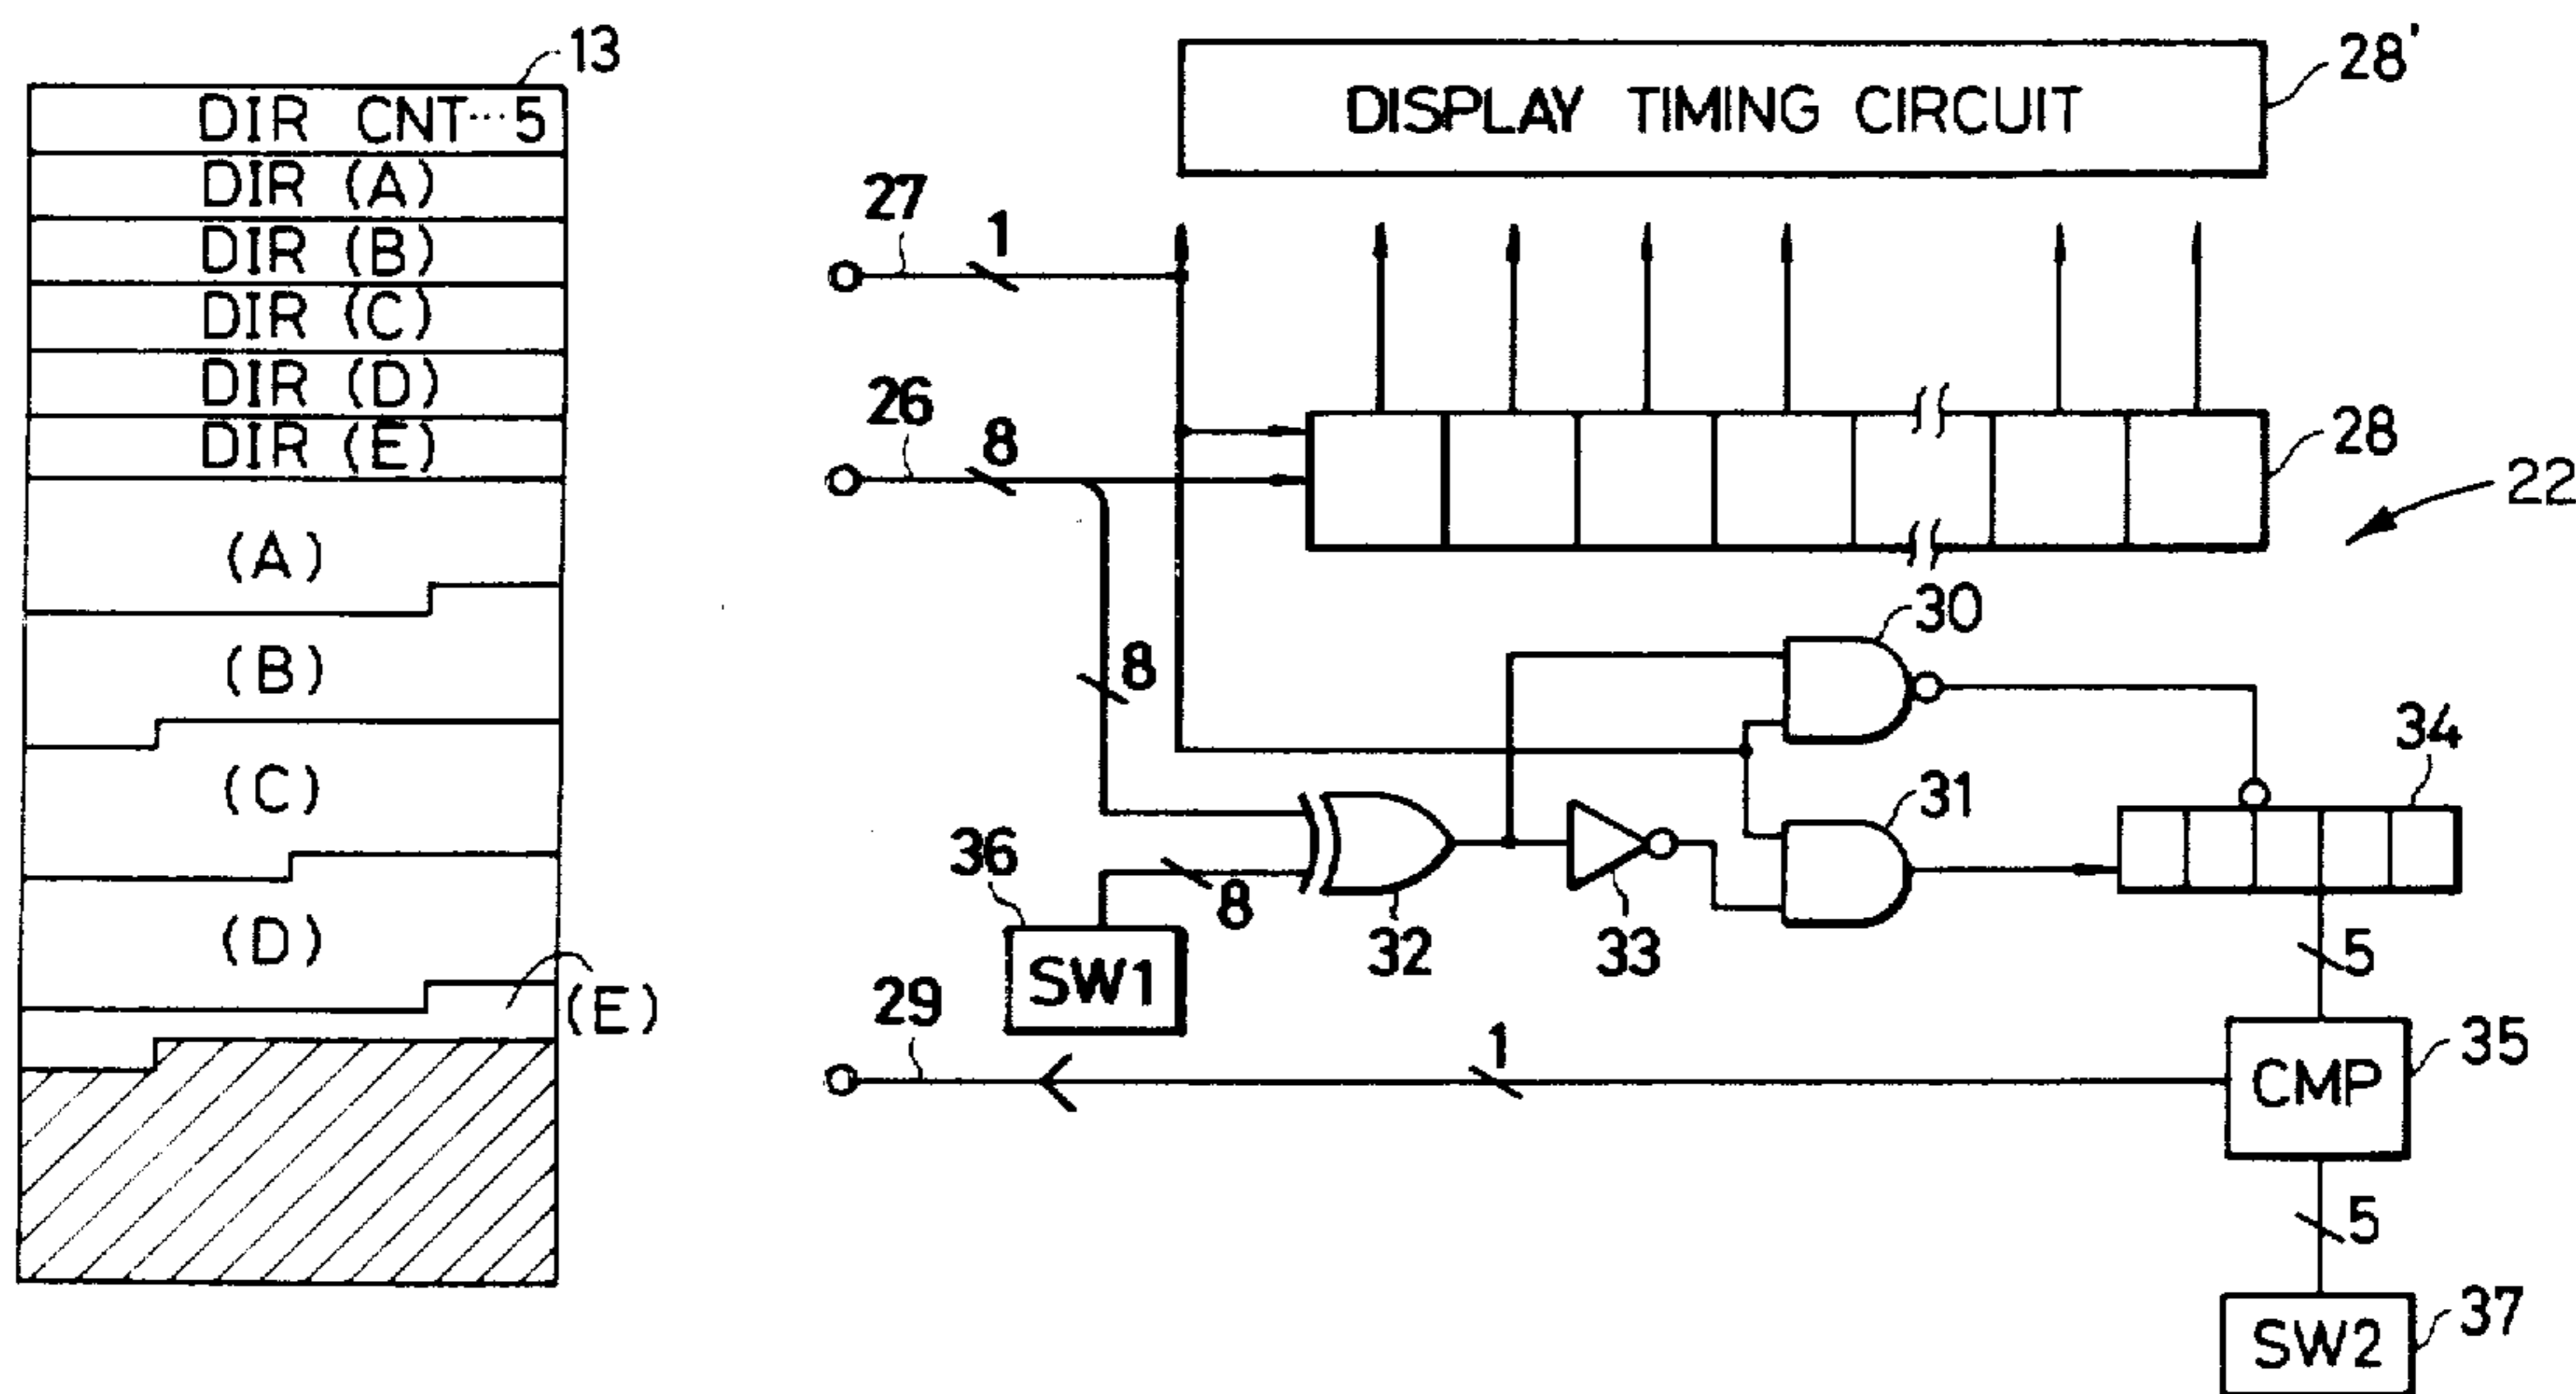 13
DIR CNT···5
DIR (A)
DIR (B)
DIR (C)
DIR (D)
DIR (E)
(A)
(B)
(C)
(D)
(E)
DISPLAY TIMING CIRCUIT
28'
27
1
26
8
28
22
8
30
34
31
36
8
32
33
SW1
5
29
1
CMP
35
5
SW2
37